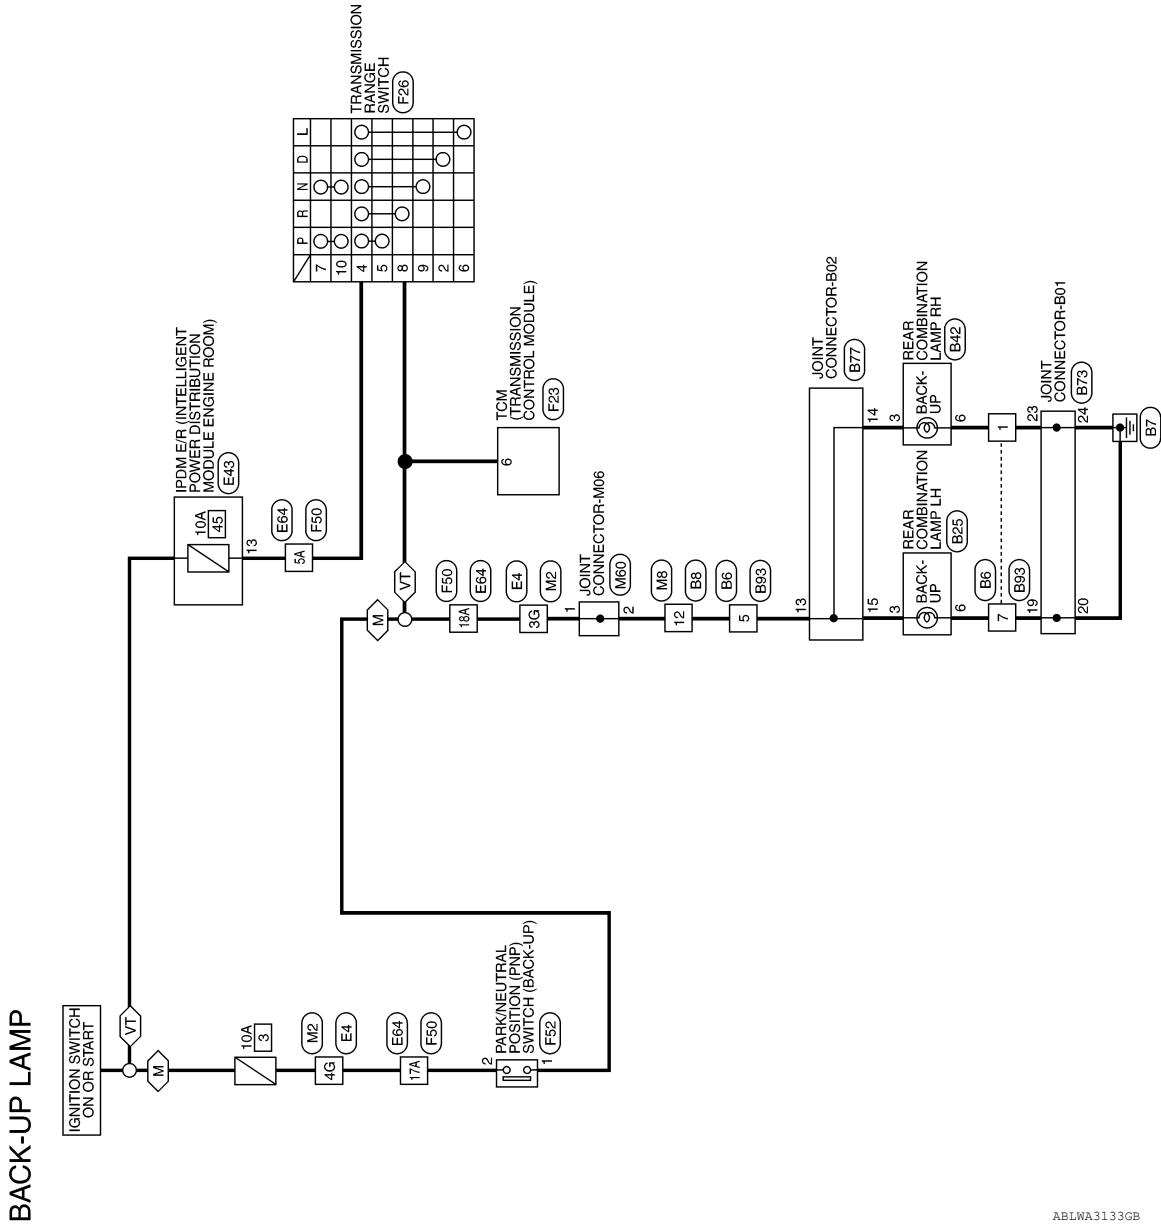 BACK-UP LAMP
IGNITION SWITCH
ON OR START
VT
M
10A
3
4G
M2
E4
17A
E64
F50
2
PARK/NEUTRAL
POSITION (PNP)
SWITCH (BACK-UP)
F52
1
IPDM E/R (INTELLIGENT
POWER DISTRIBUTION
MODULE ENGINE ROOM)
E43
10A
45
13
5A
E64
F50
TRANSMISSION
RANGE
SWITCH
F26
P
R
N
D
L
7
10
4
5
8
9
2
6
TCM
(TRANSMISSION
CONTROL MODULE)
F23
6
M
VT
18A
F50
E64
3G
E4
M2
JOINT
CONNECTOR-M06
M60
1
2
12
M8
B8
5
B6
B93
JOINT
CONNECTOR-B02
B77
13
15
14
REAR
COMBINATION
LAMP LH
B25
3
BACK-
UP
6
REAR
COMBINATION
LAMP RH
B42
3
BACK-
UP
6
7
B6
B93
1
JOINT
CONNECTOR-B01
B73
19
20
23
24
B7
ABLWA3133GB